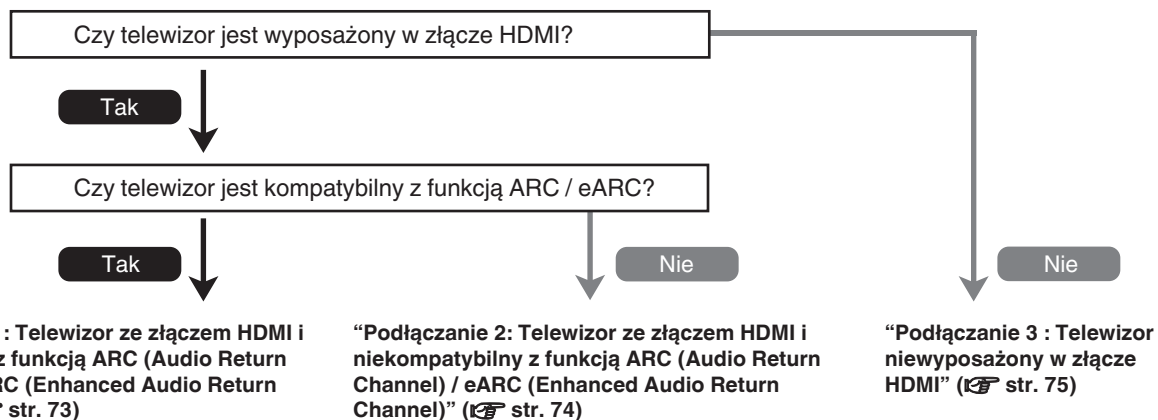 Czy telewizor jest wyposażony w złącze HDMI?
Tak
Czy telewizor jest kompatybilny z funkcją ARC / eARC?
Tak
Nie
Nie
: Telewizor ze złączem HDMI i
z funkcją ARC (Audio Return
RC (Enhanced Audio Return
str. 73)
“Podłączanie 2: Telewizor ze złączem HDMI i
niekompatybilny z funkcją ARC (Audio Return
Channel) / eARC (Enhanced Audio Return
Channel)” (☞ str. 74)
“Podłączanie 3 : Telewizor
niewyposażony w złącze
HDMI” (☞ str. 75)